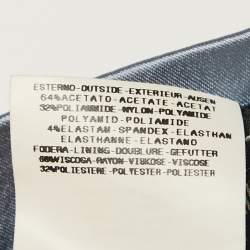 ESTERNO-OUTSIDE-EXTERIEUR-AUSEN
64%ACETATO-ACETATE-ACETAT
32%POLIAMMIDE-NYLON-POLYAMIDE
POLYAMID-POLIAMIDE
4%ELASTAM-SPANDEX-ELASTHAN
ELASTHANNE-ELASTANO
FODERA-LINING-DOUBLURE-GEFUTTER
68%VISCOSA-RAYON-VISKOSE-VISCOSE
32%POLIESTERE-POLYESTER-POLIESTER